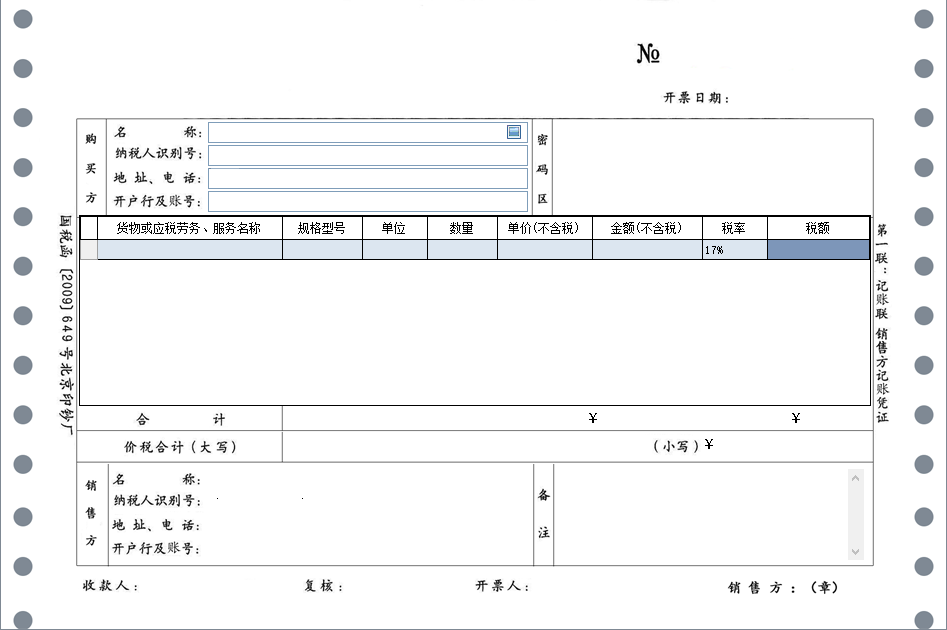 №
开票日期：
购买方
名称：
纳税人识别号：
地址、电话：
开户行及账号：
密码区
货物或应税劳务、服务名称 规格型号 单位 数量 单价(不含税) 金额(不含税) 税率 税额
17%
合计 ¥ ¥
价税合计（大写） （小写）¥
销售方
名称：
纳税人识别号：
地址、电话：
开户行及账号：
备注
收款人： 复核： 开票人： 销售方：（章）
国税函［2009］649号北京印钞厂
第一联：记账联 销售方记账凭证